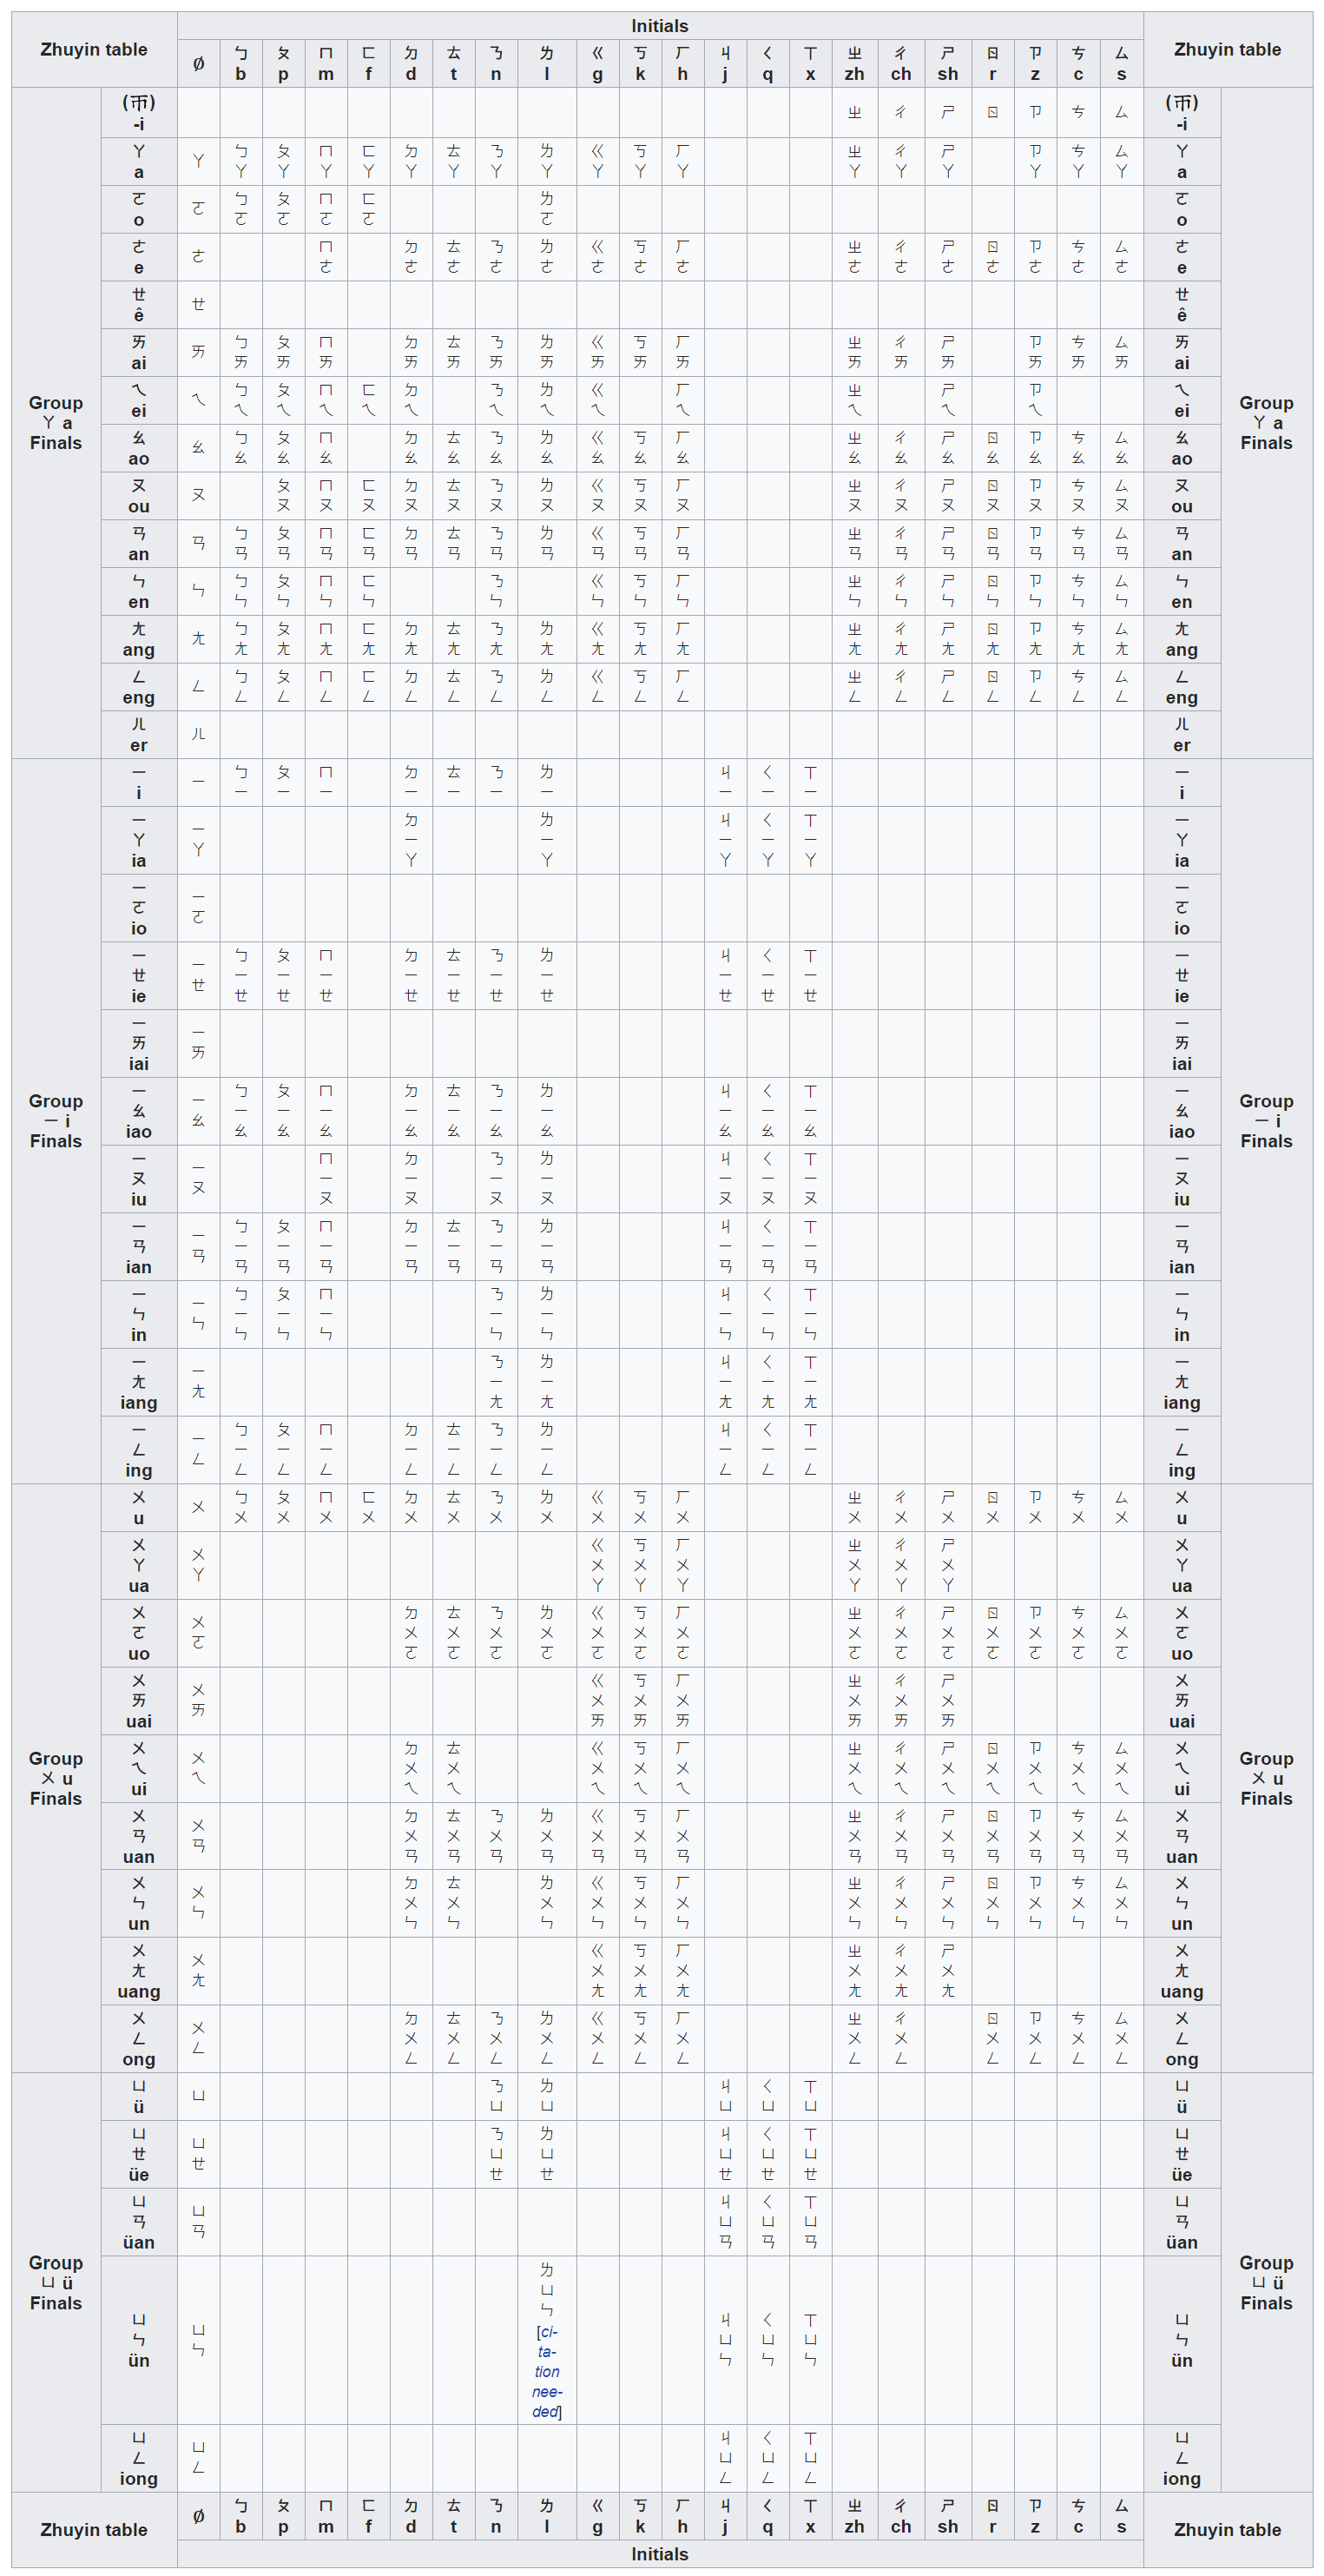 Zhuyin table Initials Zhuyin table
∅ ㄅ b ㄆ p ㄇ m ㄈ f ㄉ d ㄊ t ㄋ n ㄌ l ㄍ g ㄎ k ㄏ h ㄐ j ㄑ q ㄒ x ㄓ zh ㄔ ch ㄕ sh ㄖ r ㄗ z ㄘ c ㄙ s
Group ㄚ a Finals
(ㄭ) -i ㄓ ㄔ ㄕ ㄖ ㄗ ㄘ ㄙ (ㄭ) -i
Group ㄚ a Finals
ㄚ a ㄚ ㄅㄚ ㄆㄚ ㄇㄚ ㄈㄚ ㄉㄚ ㄊㄚ ㄋㄚ ㄌㄚ ㄍㄚ ㄎㄚ ㄏㄚ ㄓㄚ ㄔㄚ ㄕㄚ ㄗㄚ ㄘㄚ ㄙㄚ ㄚ a
ㄛ o ㄛ ㄅㄛ ㄆㄛ ㄇㄛ ㄈㄛ ㄌㄛ ㄛ o
ㄜ e ㄜ ㄇㄜ ㄉㄜ ㄊㄜ ㄋㄜ ㄌㄜ ㄍㄜ ㄎㄜ ㄏㄜ ㄓㄜ ㄔㄜ ㄕㄜ ㄖㄜ ㄗㄜ ㄘㄜ ㄙㄜ ㄜ e
ㄝ ê ㄝ ㄝ ê
ㄞ ai ㄞ ㄅㄞ ㄆㄞ ㄇㄞ ㄉㄞ ㄊㄞ ㄋㄞ ㄌㄞ ㄍㄞ ㄎㄞ ㄏㄞ ㄓㄞ ㄔㄞ ㄕㄞ ㄗㄞ ㄘㄞ ㄙㄞ ㄞ ai
ㄟ ei ㄟ ㄅㄟ ㄆㄟ ㄇㄟ ㄈㄟ ㄉㄟ ㄋㄟ ㄌㄟ ㄍㄟ ㄏㄟ ㄓㄟ ㄕㄟ ㄗㄟ ㄟ ei
ㄠ ao ㄠ ㄅㄠ ㄆㄠ ㄇㄠ ㄉㄠ ㄊㄠ ㄋㄠ ㄌㄠ ㄍㄠ ㄎㄠ ㄏㄠ ㄓㄠ ㄔㄠ ㄕㄠ ㄖㄠ ㄗㄠ ㄘㄠ ㄙㄠ ㄠ ao
ㄡ ou ㄡ ㄆㄡ ㄇㄡ ㄈㄡ ㄉㄡ ㄊㄡ ㄋㄡ ㄌㄡ ㄍㄡ ㄎㄡ ㄏㄡ ㄓㄡ ㄔㄡ ㄕㄡ ㄖㄡ ㄗㄡ ㄘㄡ ㄙㄡ ㄡ ou
ㄢ an ㄢ ㄅㄢ ㄆㄢ ㄇㄢ ㄈㄢ ㄉㄢ ㄊㄢ ㄋㄢ ㄌㄢ ㄍㄢ ㄎㄢ ㄏㄢ ㄓㄢ ㄔㄢ ㄕㄢ ㄖㄢ ㄗㄢ ㄘㄢ ㄙㄢ ㄢ an
ㄣ en ㄣ ㄅㄣ ㄆㄣ ㄇㄣ ㄈㄣ ㄋㄣ ㄍㄣ ㄎㄣ ㄏㄣ ㄓㄣ ㄔㄣ ㄕㄣ ㄖㄣ ㄗㄣ ㄘㄣ ㄙㄣ ㄣ en
ㄤ ang ㄤ ㄅㄤ ㄆㄤ ㄇㄤ ㄈㄤ ㄉㄤ ㄊㄤ ㄋㄤ ㄌㄤ ㄍㄤ ㄎㄤ ㄏㄤ ㄓㄤ ㄔㄤ ㄕㄤ ㄖㄤ ㄗㄤ ㄘㄤ ㄙㄤ ㄤ ang
ㄥ eng ㄥ ㄅㄥ ㄆㄥ ㄇㄥ ㄈㄥ ㄉㄥ ㄊㄥ ㄋㄥ ㄌㄥ ㄍㄥ ㄎㄥ ㄏㄥ ㄓㄥ ㄔㄥ ㄕㄥ ㄖㄥ ㄗㄥ ㄘㄥ ㄙㄥ ㄥ eng
ㄦ er ㄦ ㄦ er
Group ㄧ i Finals
ㄧ i ㄧ ㄅㄧ ㄆㄧ ㄇㄧ ㄉㄧ ㄊㄧ ㄋㄧ ㄌㄧ ㄐㄧ ㄑㄧ ㄒㄧ ㄧ i
Group ㄧ i Finals
ㄧㄚ ia ㄧㄚ ㄉㄧㄚ ㄌㄧㄚ ㄐㄧㄚ ㄑㄧㄚ ㄒㄧㄚ ㄧㄚ ia
ㄧㄛ io ㄧㄛ ㄧㄛ io
ㄧㄝ ie ㄧㄝ ㄅㄧㄝ ㄆㄧㄝ ㄇㄧㄝ ㄉㄧㄝ ㄊㄧㄝ ㄋㄧㄝ ㄌㄧㄝ ㄐㄧㄝ ㄑㄧㄝ ㄒㄧㄝ ㄧㄝ ie
ㄧㄞ iai ㄧㄞ ㄧㄞ iai
ㄧㄠ iao ㄧㄠ ㄅㄧㄠ ㄆㄧㄠ ㄇㄧㄠ ㄉㄧㄠ ㄊㄧㄠ ㄋㄧㄠ ㄌㄧㄠ ㄐㄧㄠ ㄑㄧㄠ ㄒㄧㄠ ㄧㄠ iao
ㄧㄡ iu ㄧㄡ ㄇㄧㄡ ㄉㄧㄡ ㄋㄧㄡ ㄌㄧㄡ ㄐㄧㄡ ㄑㄧㄡ ㄒㄧㄡ ㄧㄡ iu
ㄧㄢ ian ㄧㄢ ㄅㄧㄢ ㄆㄧㄢ ㄇㄧㄢ ㄉㄧㄢ ㄊㄧㄢ ㄋㄧㄢ ㄌㄧㄢ ㄐㄧㄢ ㄑㄧㄢ ㄒㄧㄢ ㄧㄢ ian
ㄧㄣ in ㄧㄣ ㄅㄧㄣ ㄆㄧㄣ ㄇㄧㄣ ㄋㄧㄣ ㄌㄧㄣ ㄐㄧㄣ ㄑㄧㄣ ㄒㄧㄣ ㄧㄣ in
ㄧㄤ iang ㄧㄤ ㄋㄧㄤ ㄌㄧㄤ ㄐㄧㄤ ㄑㄧㄤ ㄒㄧㄤ ㄧㄤ iang
ㄧㄥ ing ㄧㄥ ㄅㄧㄥ ㄆㄧㄥ ㄇㄧㄥ ㄉㄧㄥ ㄊㄧㄥ ㄋㄧㄥ ㄌㄧㄥ ㄐㄧㄥ ㄑㄧㄥ ㄒㄧㄥ ㄧㄥ ing
Group ㄨ u Finals
ㄨ u ㄨ ㄅㄨ ㄆㄨ ㄇㄨ ㄈㄨ ㄉㄨ ㄊㄨ ㄋㄨ ㄌㄨ ㄍㄨ ㄎㄨ ㄏㄨ ㄓㄨ ㄔㄨ ㄕㄨ ㄖㄨ ㄗㄨ ㄘㄨ ㄙㄨ ㄨ u
Group ㄨ u Finals
ㄨㄚ ua ㄨㄚ ㄍㄨㄚ ㄎㄨㄚ ㄏㄨㄚ ㄓㄨㄚ ㄔㄨㄚ ㄕㄨㄚ ㄨㄚ ua
ㄨㄛ uo ㄨㄛ ㄉㄨㄛ ㄊㄨㄛ ㄋㄨㄛ ㄌㄨㄛ ㄍㄨㄛ ㄎㄨㄛ ㄏㄨㄛ ㄓㄨㄛ ㄔㄨㄛ ㄕㄨㄛ ㄖㄨㄛ ㄗㄨㄛ ㄘㄨㄛ ㄙㄨㄛ ㄨㄛ uo
ㄨㄞ uai ㄨㄞ ㄍㄨㄞ ㄎㄨㄞ ㄏㄨㄞ ㄓㄨㄞ ㄔㄨㄞ ㄕㄨㄞ ㄨㄞ uai
ㄨㄟ ui ㄨㄟ ㄉㄨㄟ ㄊㄨㄟ ㄍㄨㄟ ㄎㄨㄟ ㄏㄨㄟ ㄓㄨㄟ ㄔㄨㄟ ㄕㄨㄟ ㄖㄨㄟ ㄗㄨㄟ ㄘㄨㄟ ㄙㄨㄟ ㄨㄟ ui
ㄨㄢ uan ㄨㄢ ㄉㄨㄢ ㄊㄨㄢ ㄋㄨㄢ ㄌㄨㄢ ㄍㄨㄢ ㄎㄨㄢ ㄏㄨㄢ ㄓㄨㄢ ㄔㄨㄢ ㄕㄨㄢ ㄖㄨㄢ ㄗㄨㄢ ㄘㄨㄢ ㄙㄨㄢ ㄨㄢ uan
ㄨㄣ un ㄨㄣ ㄉㄨㄣ ㄊㄨㄣ ㄌㄨㄣ ㄍㄨㄣ ㄎㄨㄣ ㄏㄨㄣ ㄓㄨㄣ ㄔㄨㄣ ㄕㄨㄣ ㄖㄨㄣ ㄗㄨㄣ ㄘㄨㄣ ㄙㄨㄣ ㄨㄣ un
ㄨㄤ uang ㄨㄤ ㄍㄨㄤ ㄎㄨㄤ ㄏㄨㄤ ㄓㄨㄤ ㄔㄨㄤ ㄕㄨㄤ ㄨㄤ uang
ㄨㄥ ong ㄨㄥ ㄉㄨㄥ ㄊㄨㄥ ㄋㄨㄥ ㄌㄨㄥ ㄍㄨㄥ ㄎㄨㄥ ㄏㄨㄥ ㄓㄨㄥ ㄔㄨㄥ ㄖㄨㄥ ㄗㄨㄥ ㄘㄨㄥ ㄙㄨㄥ ㄨㄥ ong
Group ㄩ ü Finals
ㄩ ü ㄩ ㄋㄩ ㄌㄩ ㄐㄩ ㄑㄩ ㄒㄩ ㄩ ü
Group ㄩ ü Finals
ㄩㄝ üe ㄩㄝ ㄋㄩㄝ ㄌㄩㄝ ㄐㄩㄝ ㄑㄩㄝ ㄒㄩㄝ ㄩㄝ üe
ㄩㄢ üan ㄩㄢ ㄐㄩㄢ ㄑㄩㄢ ㄒㄩㄢ ㄩㄢ üan
ㄩㄣ ün ㄩㄣ ㄌㄩㄣ
[ci-
ta-
tion
nee-
ded]
ㄐㄩㄣ ㄑㄩㄣ ㄒㄩㄣ ㄩㄣ ün
ㄩㄥ iong ㄩㄥ ㄐㄩㄥ ㄑㄩㄥ ㄒㄩㄥ ㄩㄥ iong
Zhuyin table
∅ ㄅ b ㄆ p ㄇ m ㄈ f ㄉ d ㄊ t ㄋ n ㄌ l ㄍ g ㄎ k ㄏ h ㄐ j ㄑ q ㄒ x ㄓ zh ㄔ ch ㄕ sh ㄖ r ㄗ z ㄘ c ㄙ s
Zhuyin table
Initials